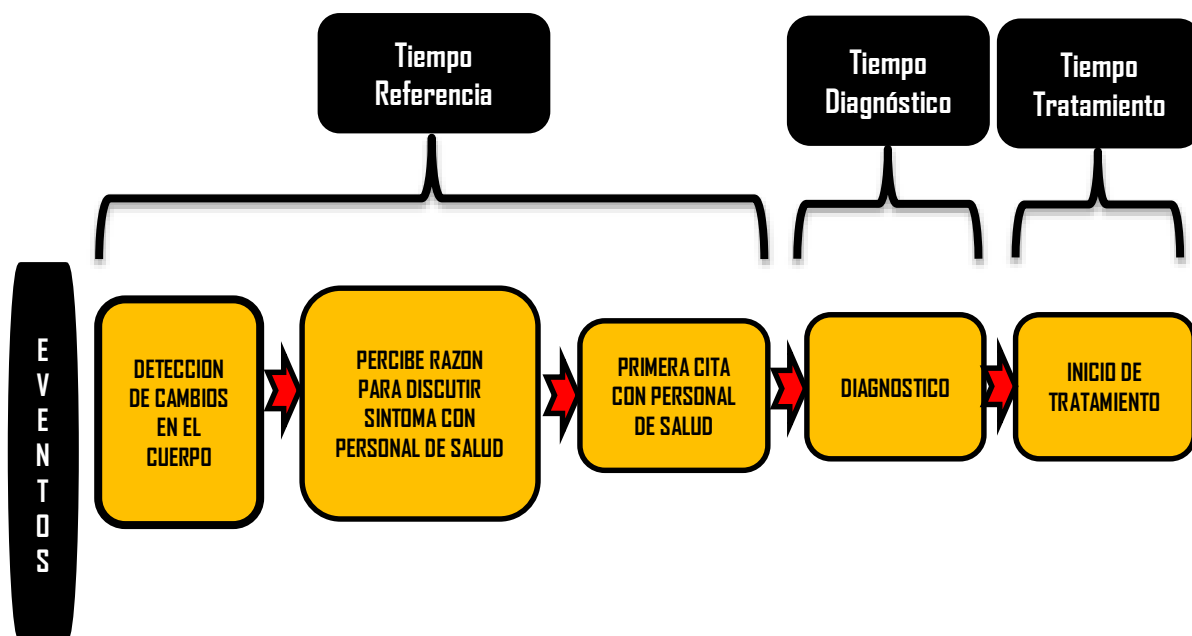 Tiempo
Referencia
Tiempo
Diagnóstico
Tiempo
Tratamiento
EVENTOS
DETECCION
DE CAMBIOS
EN EL
CUERPO
PERCIBE RAZON
PARA DISCUTIR
SINTOMA CON
PERSONAL DE SALUD
PRIMERA CITA
CON PERSONAL
DE SALUD
DIAGNOSTICO
INICIO DE
TRATAMIENTO